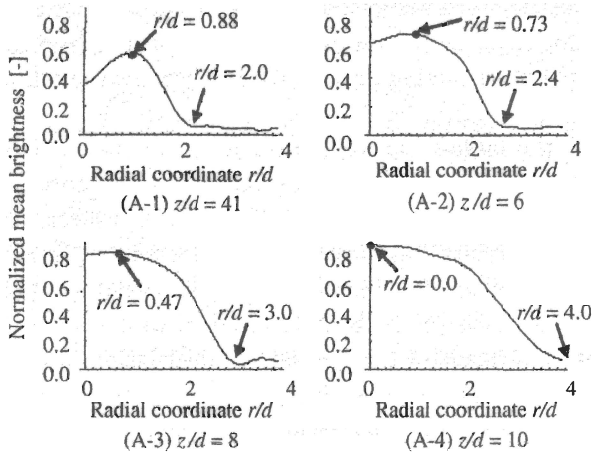 Normalized mean brightness [-]
0.8
0.6
0.4
0.2
0.0
r/d = 0.88
r/d = 2.0
0
2
4
Radial coordinate r/d
(A-1) z/d = 41
0.8
0.6
0.4
0.2
0.0
r/d = 0.73
r/d = 2.4
0
2
4
Radial coordinate r/d
(A-2) z/d = 6
0.8
0.6
0.4
0.2
0.0
r/d = 0.47
r/d = 3.0
0
2
4
Radial coordinate r/d
(A-3) z/d = 8
0.8
0.6
0.4
0.2
0.0
r/d = 0.0
r/d = 4.0
0
2
4
Radial coordinate r/d
(A-4) z/d = 10